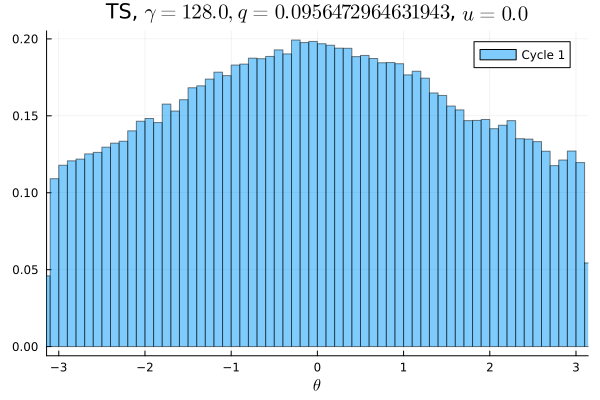 TS, γ = 128.0, q = 0.0956472964631943, u = 0.0
0.20
Cycle 1
0.15
0.10
0.05
0.00
−3 −2 −1 0 1 2 3
θ